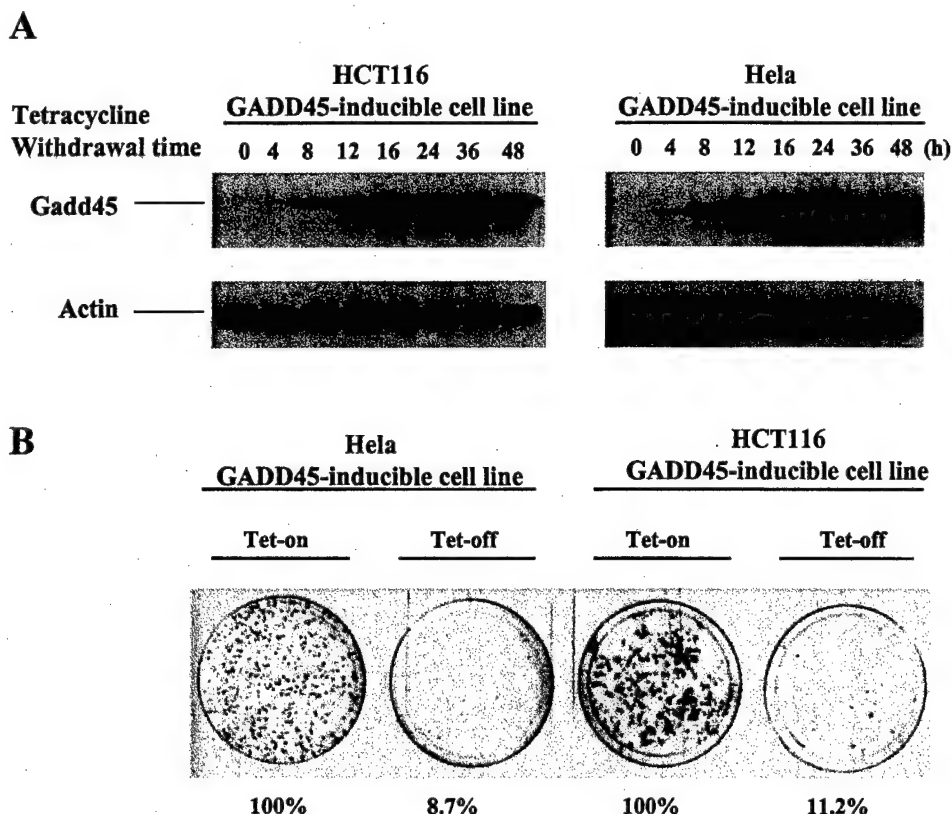 A
HCT116
GADD45-inducible cell line
Hela
GADD45-inducible cell line
Tetracycline
Withdrawal time
0 4 8 12 16 24 36 48
0 4 8 12 16 24 36 48 (h)
Gadd45
Actin
B
Hela
GADD45-inducible cell line
HCT116
GADD45-inducible cell line
Tet-on Tet-off Tet-on Tet-off
100% 8.7% 100% 11.2%